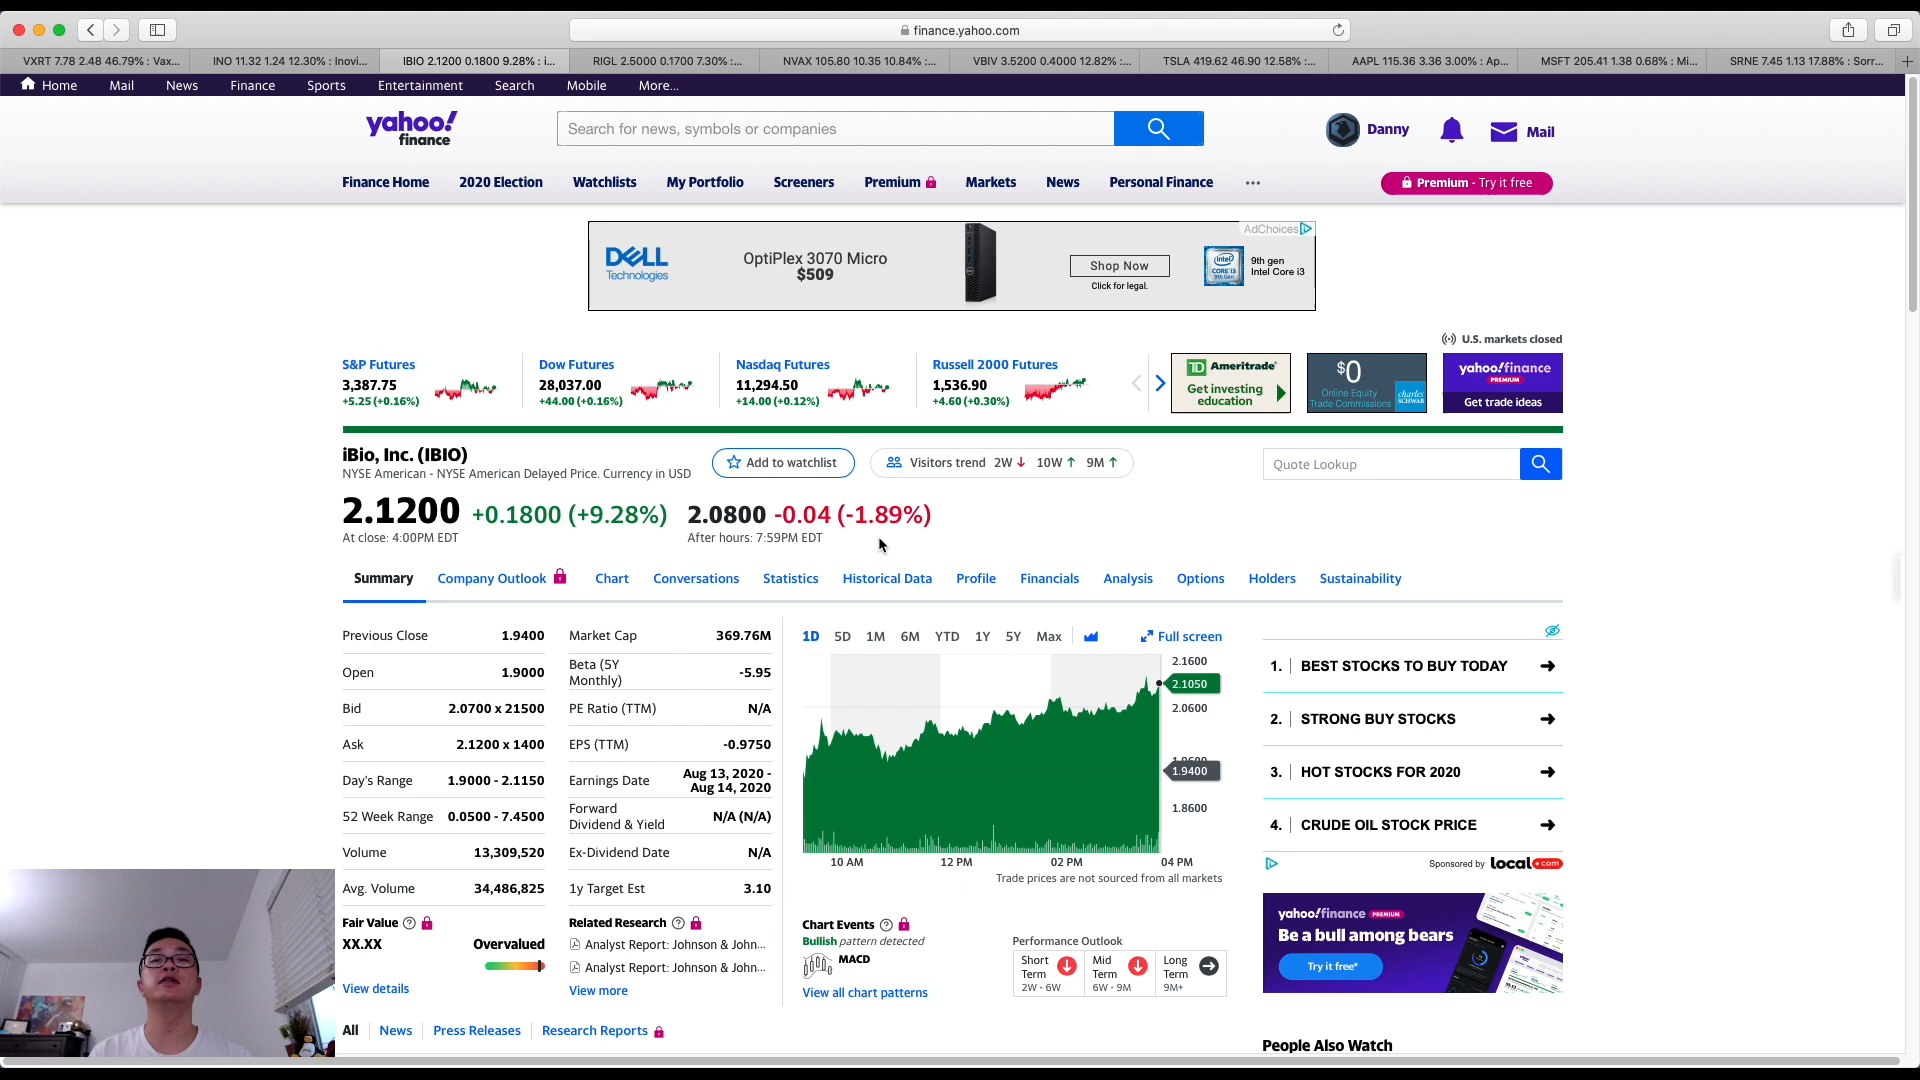 finance.yahoo.com
VXRT 7.78 2.48 46.79% : Vax...
INO 11.32 1.24 12.30% : Inovi...
IBIO 2.1200 0.1800 9.28% : i...
RIGL 2.5000 0.1700 7.30% :...
NVAX 105.80 10.35 10.84% :...
VBIV 3.5200 0.4000 12.82% :...
TSLA 419.62 46.90 12.58% :...
AAPL 115.36 3.36 3.00% : Ap...
MSFT 205.41 1.38 0.68% : Mi...
SRNE 7.45 1.13 17.88% : Sorr...
Home
Mail
News
Finance
Sports
Entertainment
Search
Mobile
More...
yahoo!
finance
Search for news, symbols or companies
Danny
Mail
Finance Home
2020 Election
Watchlists
My Portfolio
Screeners
Premium
Markets
News
Personal Finance
Premium - Try it free
AdChoices
DELL
Technologies
OptiPlex 3070 Micro
$509
Shop Now
Click for legal.
intel
CORE i3
9th Gen
9th gen
Intel Core i3
U.S. markets closed
S&P Futures
3,387.75
+5.25 (+0.16%)
Dow Futures
28,037.00
+44.00 (+0.16%)
Nasdaq Futures
11,294.50
+14.00 (+0.12%)
Russell 2000 Futures
1,536.90
+4.60 (+0.30%)
TD Ameritrade
Get investing
education
$0
Online Equity
Trade Commissions
charles
SCHWAB
yahoo!finance
PREMIUM
Get trade ideas
iBio, Inc. (IBIO)
NYSE American - NYSE American Delayed Price. Currency in USD
Add to watchlist
Visitors trend 2W 10W 9M
Quote Lookup
2.1200 +0.1800 (+9.28%)
At close: 4:00PM EDT
2.0800 -0.04 (-1.89%)
After hours: 7:59PM EDT
Summary
Company Outlook
Chart
Conversations
Statistics
Historical Data
Profile
Financials
Analysis
Options
Holders
Sustainability
Previous Close 1.9400
Open 1.9000
Bid 2.0700 x 21500
Ask 2.1200 x 1400
Day's Range 1.9000 - 2.1150
52 Week Range 0.0500 - 7.4500
Volume 13,309,520
Avg. Volume 34,486,825
Market Cap 369.76M
Beta (5Y
Monthly) -5.95
PE Ratio (TTM) N/A
EPS (TTM) -0.9750
Earnings Date Aug 13, 2020 -
Aug 14, 2020
Forward
Dividend & Yield N/A (N/A)
Ex-Dividend Date N/A
1y Target Est 3.10
Fair Value
XX.XX Overvalued
View details
Related Research
Analyst Report: Johnson & John...
Analyst Report: Johnson & John...
View more
1D 5D 1M 6M YTD 1Y 5Y Max
Full screen
2.1600
2.1050
2.0600
1.9400
1.8600
10 AM 12 PM 02 PM 04 PM
Trade prices are not sourced from all markets
Chart Events
Bullish pattern detected
MACD
View all chart patterns
Performance Outlook
Short
Term
2W - 6W
Mid
Term
6W - 9M
Long
Term
9M+
1. BEST STOCKS TO BUY TODAY
2. STRONG BUY STOCKS
3. HOT STOCKS FOR 2020
4. CRUDE OIL STOCK PRICE
Sponsored by local.com
yahoo!finance PREMIUM
Be a bull among bears
Try it free*
All
News
Press Releases
Research Reports
People Also Watch